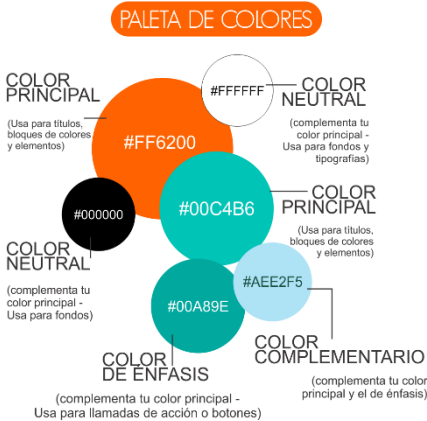 PALETA DE COLORES
COLOR
PRINCIPAL
(Usa para títulos,
bloques de colores
y elementos)
#FF6200
#FFFFFF
COLOR
NEUTRAL
(complementa tu
color principal -
Usa para fondos y
tipografías)
#000000
COLOR
NEUTRAL
(complementa tu
color principal -
Usa para fondos)
#00C4B6
COLOR
PRINCIPAL
(Usa para títulos,
bloques de colores
y elementos)
#00A89E
COLOR
DE ÉNFASIS
(complementa tu color principal -
Usa para llamadas de acción o botones)
#AEE2F5
COLOR
COMPLEMENTARIO
(complementa tu color
principal y el de énfasis)